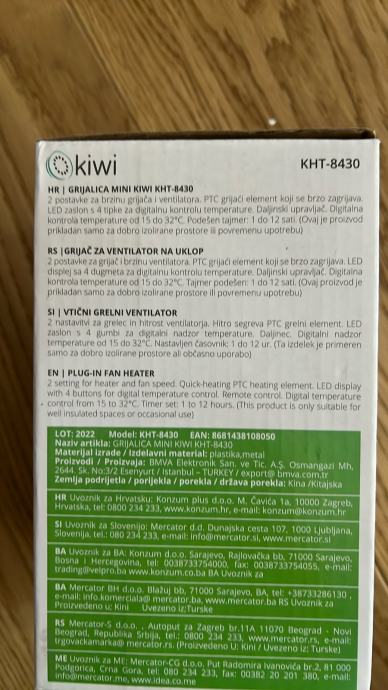 kiwi
KHT-8430
HR | GRIJALICA MINI KIWI KHT-8430
2 postavke za brzinu grijača i ventilatora. PTC grijaći element koji se brzo zagrijava.
LED zaslon s 4 tipke za digitalnu kontrolu temperature. Daljinski upravljač. Digitalna
kontrola temperature od 15 do 32°C. Podešen tajmer: 1 do 12 sati. (Ovaj je proizvod
prikladan samo za dobro izolirane prostore ili povremenu upotrebu)
RS | GRIJAČ ZA VENTILATOR NA UKLOP
2 postavke za grijač i brzinu ventilatora. PTC grijaći element koji se brzo zagrijava. LED
displej sa 4 dugmeta za digitalnu kontrolu temperature. Daljinski upravljač. Digitalna
kontrola temperature od 15 do 32°C. Tajmer podešen: 1 do 12 sati. (Ovaj proizvod je
prikladan samo za dobro izolirane prostore ili povremenu upotrebu)
SI | VTIČNI GRELNI VENTILATOR
2 nastavitvi za grelec in hitrost ventilatorja. Hitro segreva PTC grelni element. LED
zaslon s 4 gumbi za digitalni nadzor temperature. Daljinec. Digitalni nadzor
temperature od 15 do 32°C. Nastavljen časovnik: 1 do 12 ur. (Ta izdelek je primeren
samo za dobro izolirane prostore ali občasno uporabo)
EN | PLUG-IN FAN HEATER
2 setting for heater and fan speed. Quick-heating PTC heating element. LED display
with 4 buttons for digital temperature control. Remote control. Digital temperature
control from 15 to 32°C. Timer set: 1 to 12 hours. (This product is only suitable for
well insulated spaces or occasional use)
LOT: 2022 Model: KHT-8430 EAN: 8681438108050
Naziv artikla: GRIJALICA MINI KIWI KHT-8430
Materijal izrade / Izdelavni material: plastika,metal
Proizvodi / Proizvaja: BMVA Elektronik San. ve Tic. A.Ş. Osmangazi Mh,
2644. Sk. No:3/2 Esenyurt / Istanbul – TURKEY / export@ bmva.com.tr
Zemlja podrijetla / porijekla / porekla / država porekla: Kina /Kitajska
HR Uvoznik za Hrvatsku: Konzum plus d.o.o. M. Čavića 1a, 10000 Zagreb,
Hrvatska, tel: 0800 234 233, www.konzum.hr, e-mail: konzum@konzum.hr
SI Uvoznik za Slovenijo: Mercator d.d. Dunajska cesta 107, 1000 Ljubljana,
Slovenija, tel.: 080 234 233, e-mail: info@mercator.si, www.mercator.si
BA Uvoznik za BA: Konzum d.o.o. Sarajevo, Rajlovačka bb, 71000 Sarajevo,
Bosna i Hercegovina, tel: 0038733754000, fax: 0038733754055, e-mail:
trading@velpro.ba www.konzum.co.ba BA Uvoznik za
BA Mercator BH d.o.o. Blažuj bb, 71000 Sarajevo, BA, tel: +38733286130 ,
e-mail: info.komerciala@ mercator.ba, www.mercator.ba RS Uvoznik za
Proizvedeno u: Kini Uvezeno iz:Turske
RS Mercator-S d.o.o. , Autoput za Zagreb br.11A 11070 Beograd - Novi
Beograd, Republika Srbija, tel.: 0800 234 233, www.mercator.rs, e-mail:
trgovackamarka@ mercator.rs. (Proizvedeno U: Kini / Uvezeno iz: Turske)
ME Uvoznik za ME: Mercator-CG d.o.o. Put Radomira Ivanovića br.2, 81 000
Podgorica, Crna Gora, tel: 080 234 233, fax: 00382 20 201 380, e-mail:
info@mercator.me, www.idea.co.me